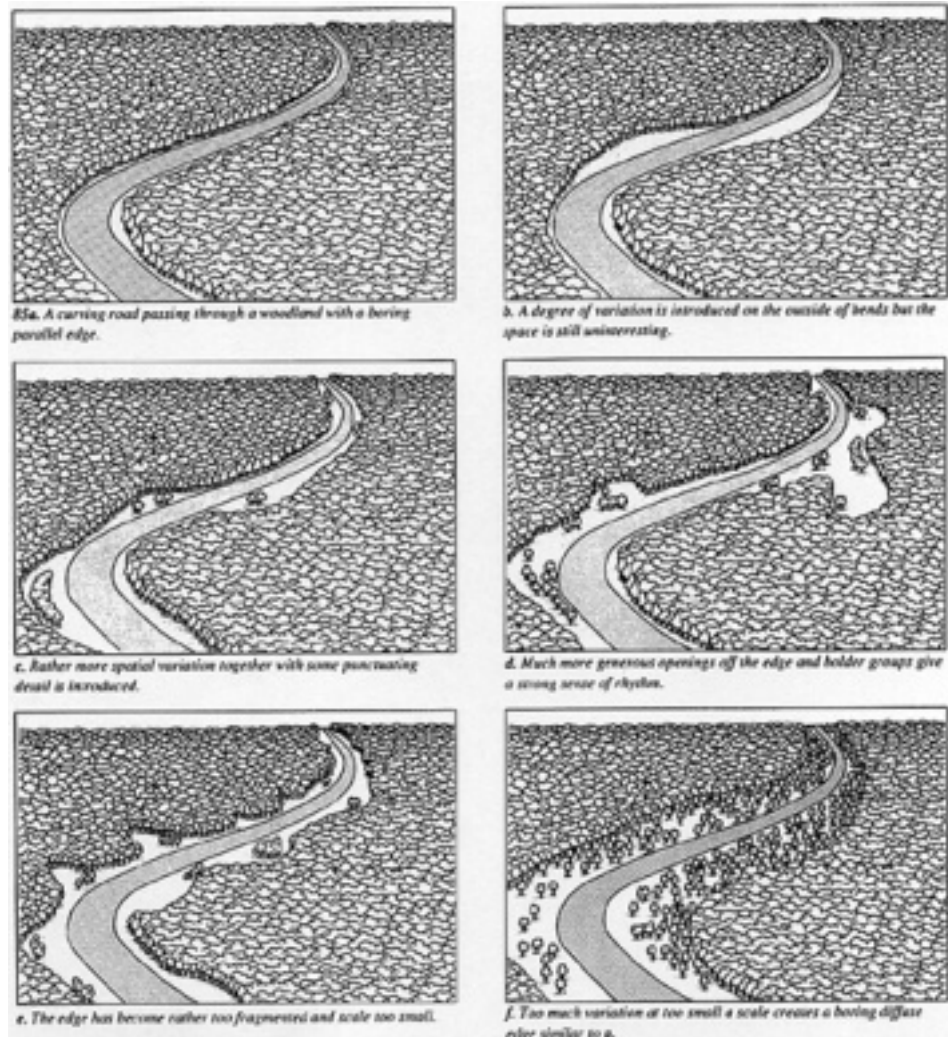 85a. A curving road passing through a woodland with a boring
parallel edge.
b. A degree of variation is introduced on the outside of bends but the
space is still uninteresting.
c. Rather more spatial variation together with some punctuating
detail is introduced.
d. Much more generous openings off the edge and bolder groups give
a strong sense of rhythm.
e. The edge has become rather too fragmented and scale too small.
f. Too much variation at too small a scale creates a boring diffuse
edge similar to a.